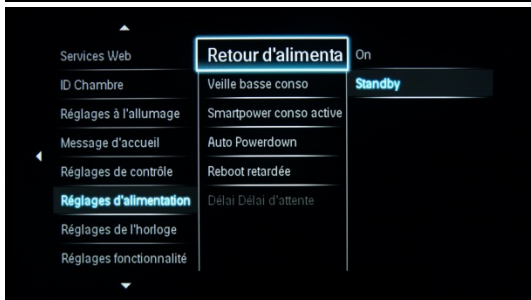 Services Web
ID Chambre
Réglages à l'allumage
Message d'accueil
Réglages de contrôle
Réglages d'alimentation
Réglages de l'horloge
Réglages fonctionnalité
Retour d'alimenta
Veille basse conso
Smartpower conso active
Auto Powerdown
Reboot retardée
Délai Délai d'attente
On
Standby